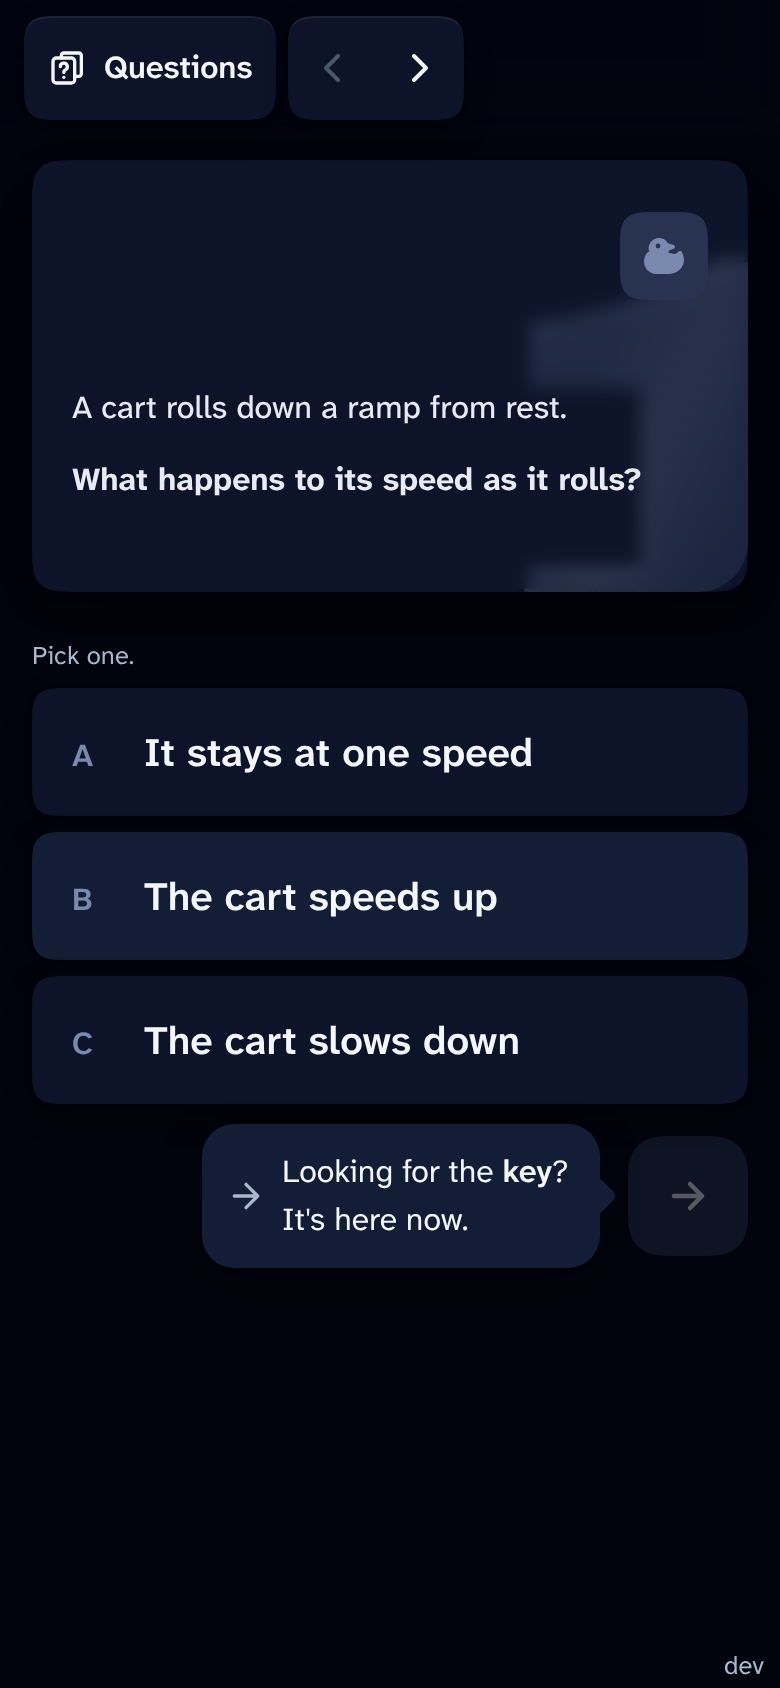 Questions
1
A cart rolls down a ramp from rest.
What happens to its speed as it rolls?
Pick one.
A It stays at one speed
B The cart speeds up
C The cart slows down
Looking for the key?
It's here now.
dev